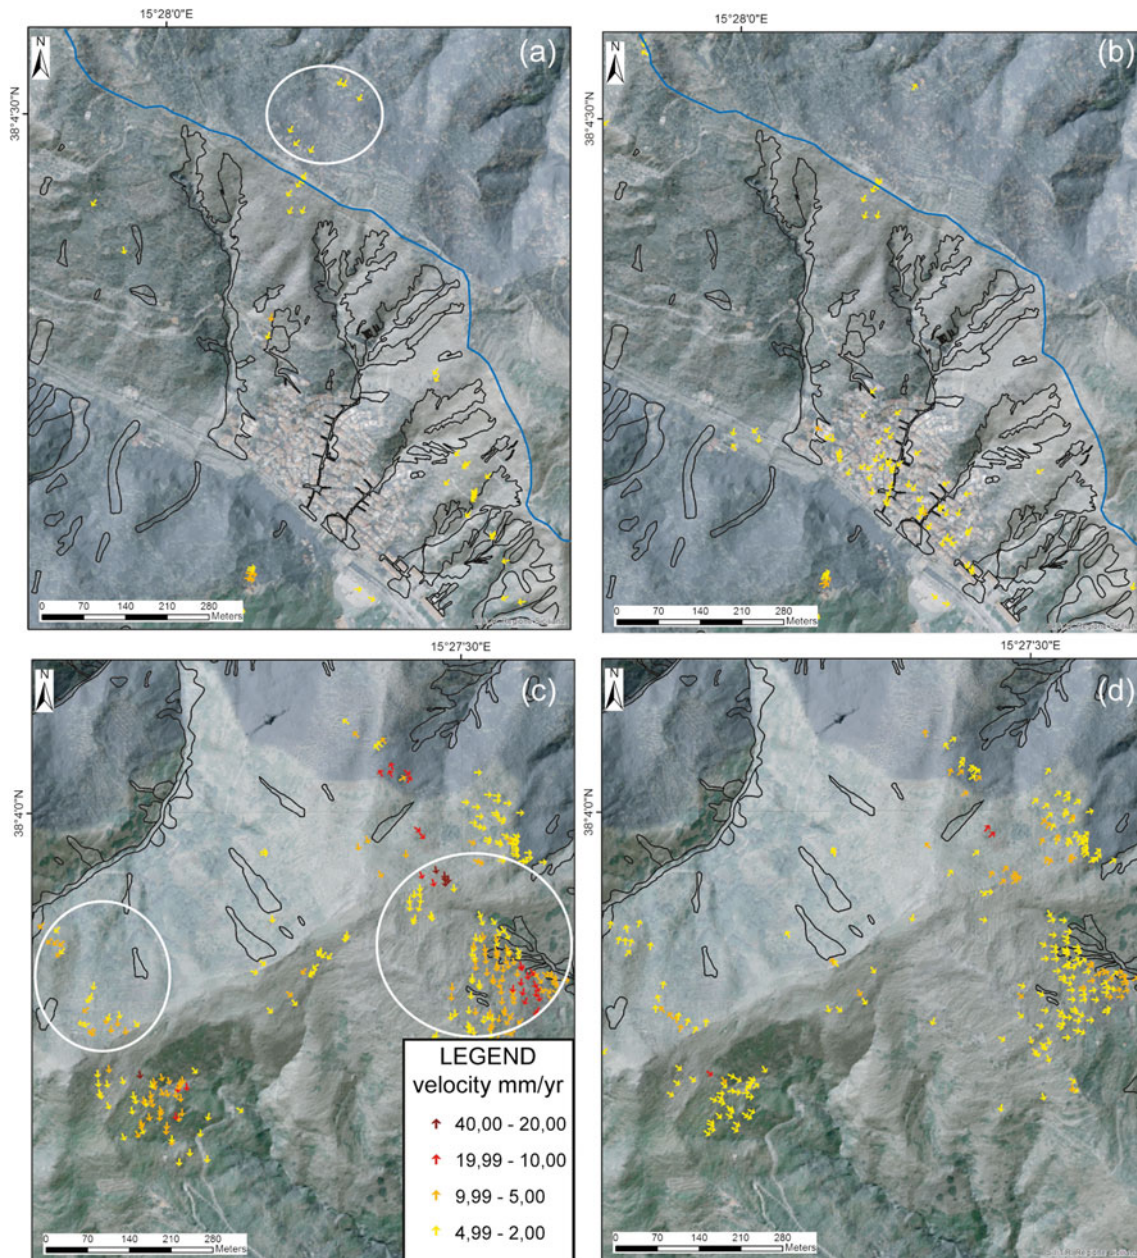 15°28'0"E
15°28'0"E
N
(a)
N
(b)
38°4'30"N
38°4'30"N
0 70 140 210 280
Meters
0 70 140 210 280
Meters
15°27'30"E
15°27'30"E
N
(c)
N
(d)
38°4'0"N
38°4'0"N
LEGEND
velocity mm/yr
40,00 - 20,00
19,99 - 10,00
9,99 - 5,00
4,99 - 2,00
0 70 140 210 280
Meters
0 70 140 210 280
Meters